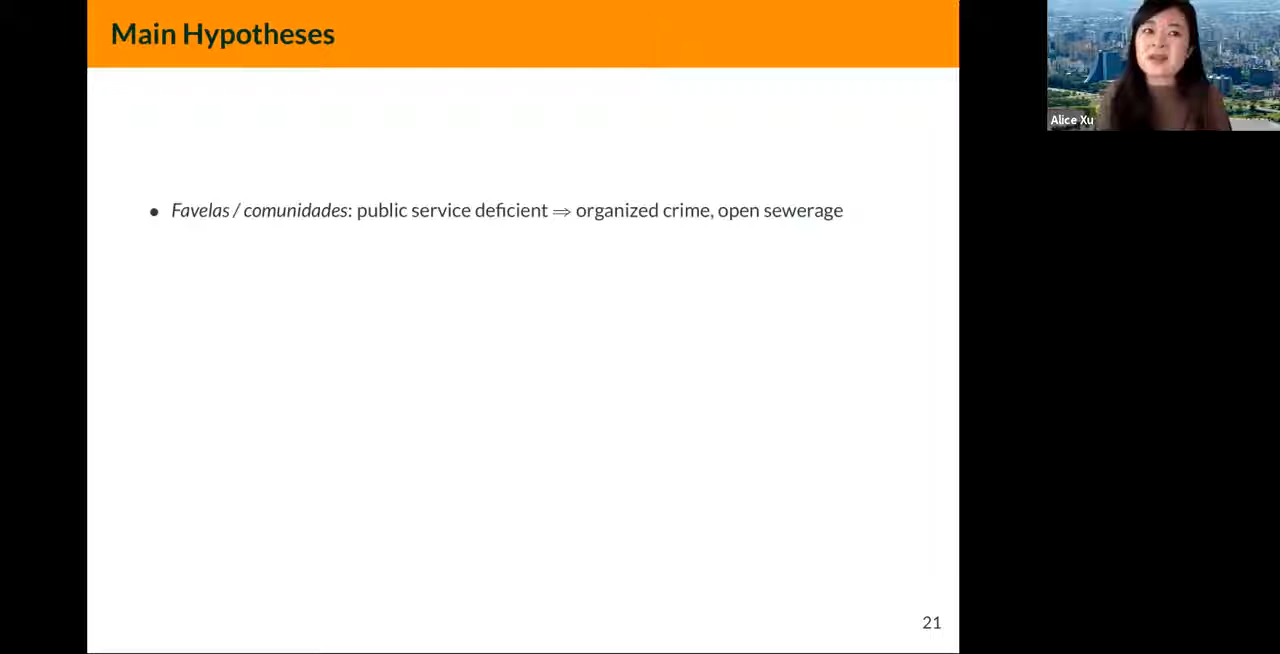 Main Hypotheses
Alice Xu
• Favelas / comunidades: public service deficient ⇒ organized crime, open sewerage
21